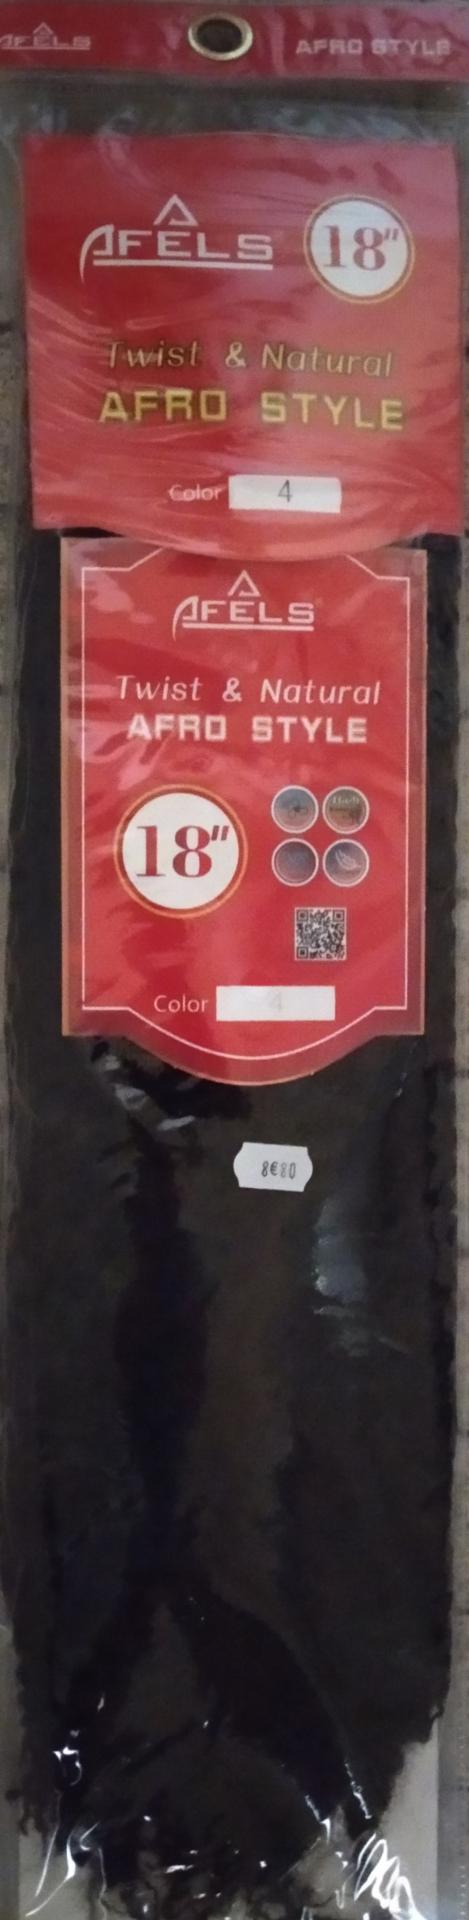 AFELS AFRO STYLE
AFELS 18"
Twist & Natural
AFRO STYLE
Color 4
AFELS
Twist & Natural
AFRO STYLE
18"
Color 4
8€80